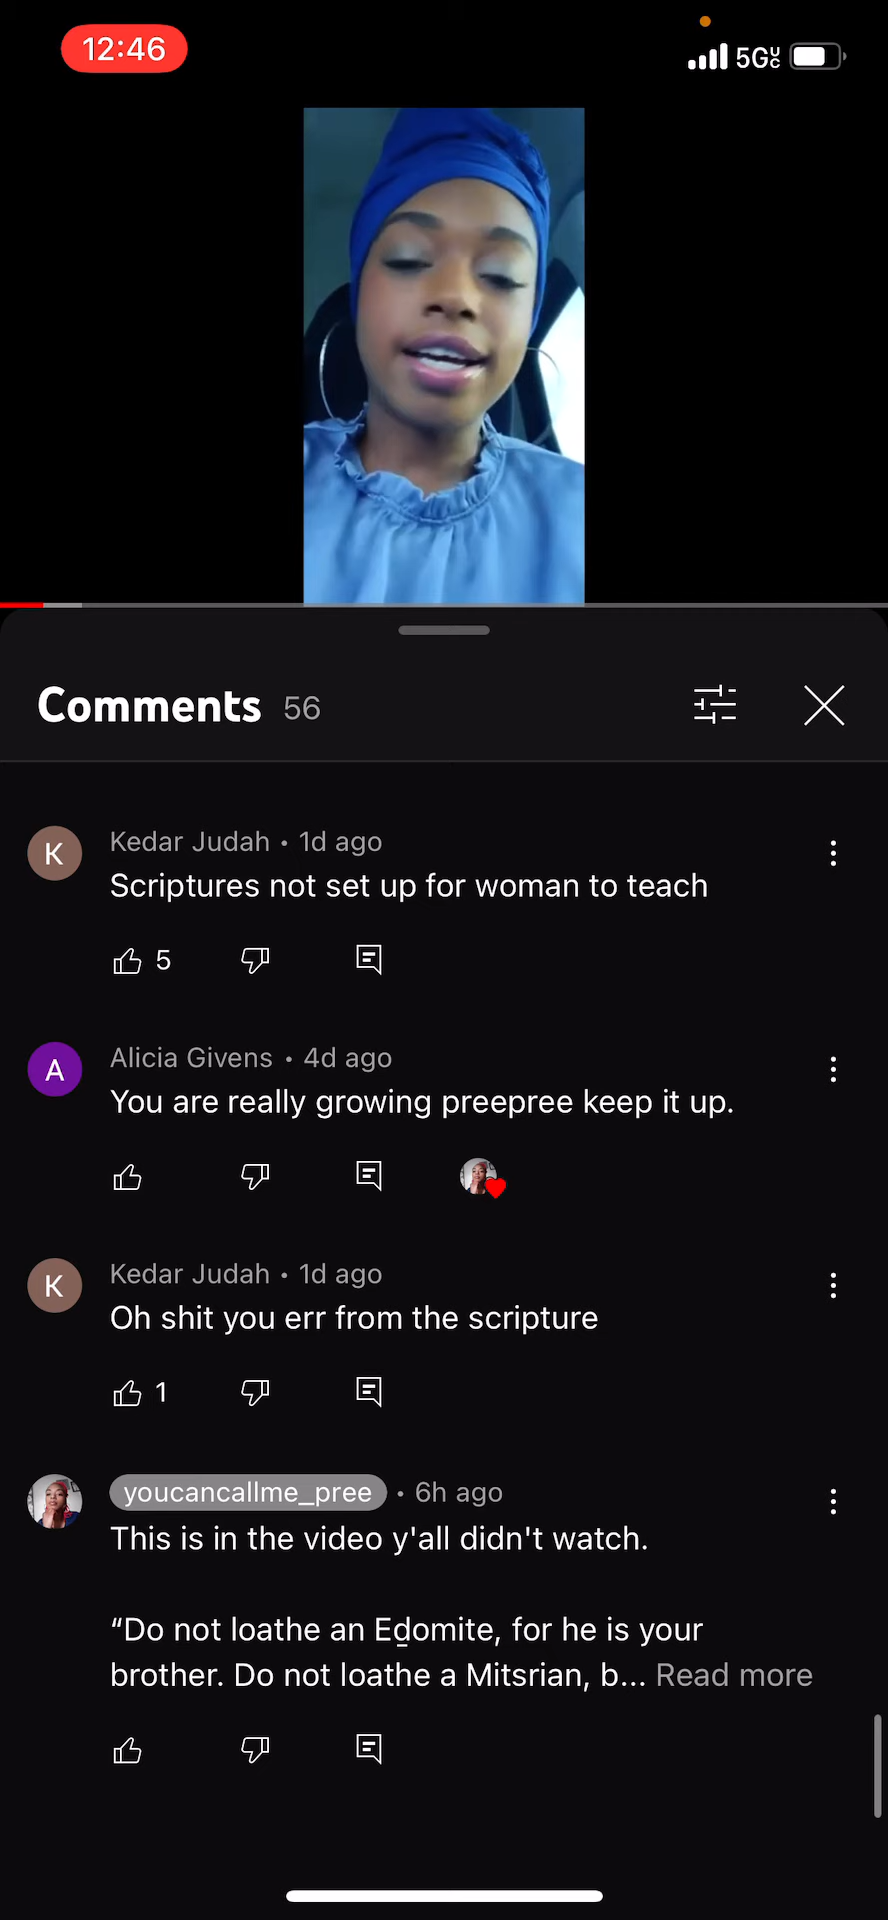 12:46
5GUC
Comments 56
K
Kedar Judah • 1d ago
Scriptures not set up for woman to teach
5
A
Alicia Givens • 4d ago
You are really growing preepree keep it up.
K
Kedar Judah • 1d ago
Oh shit you err from the scripture
1
youcancallme_pree • 6h ago
This is in the video y'all didn't watch.
“Do not loathe an Eḏomite, for he is your
brother. Do not loathe a Mitsrian, b... Read more